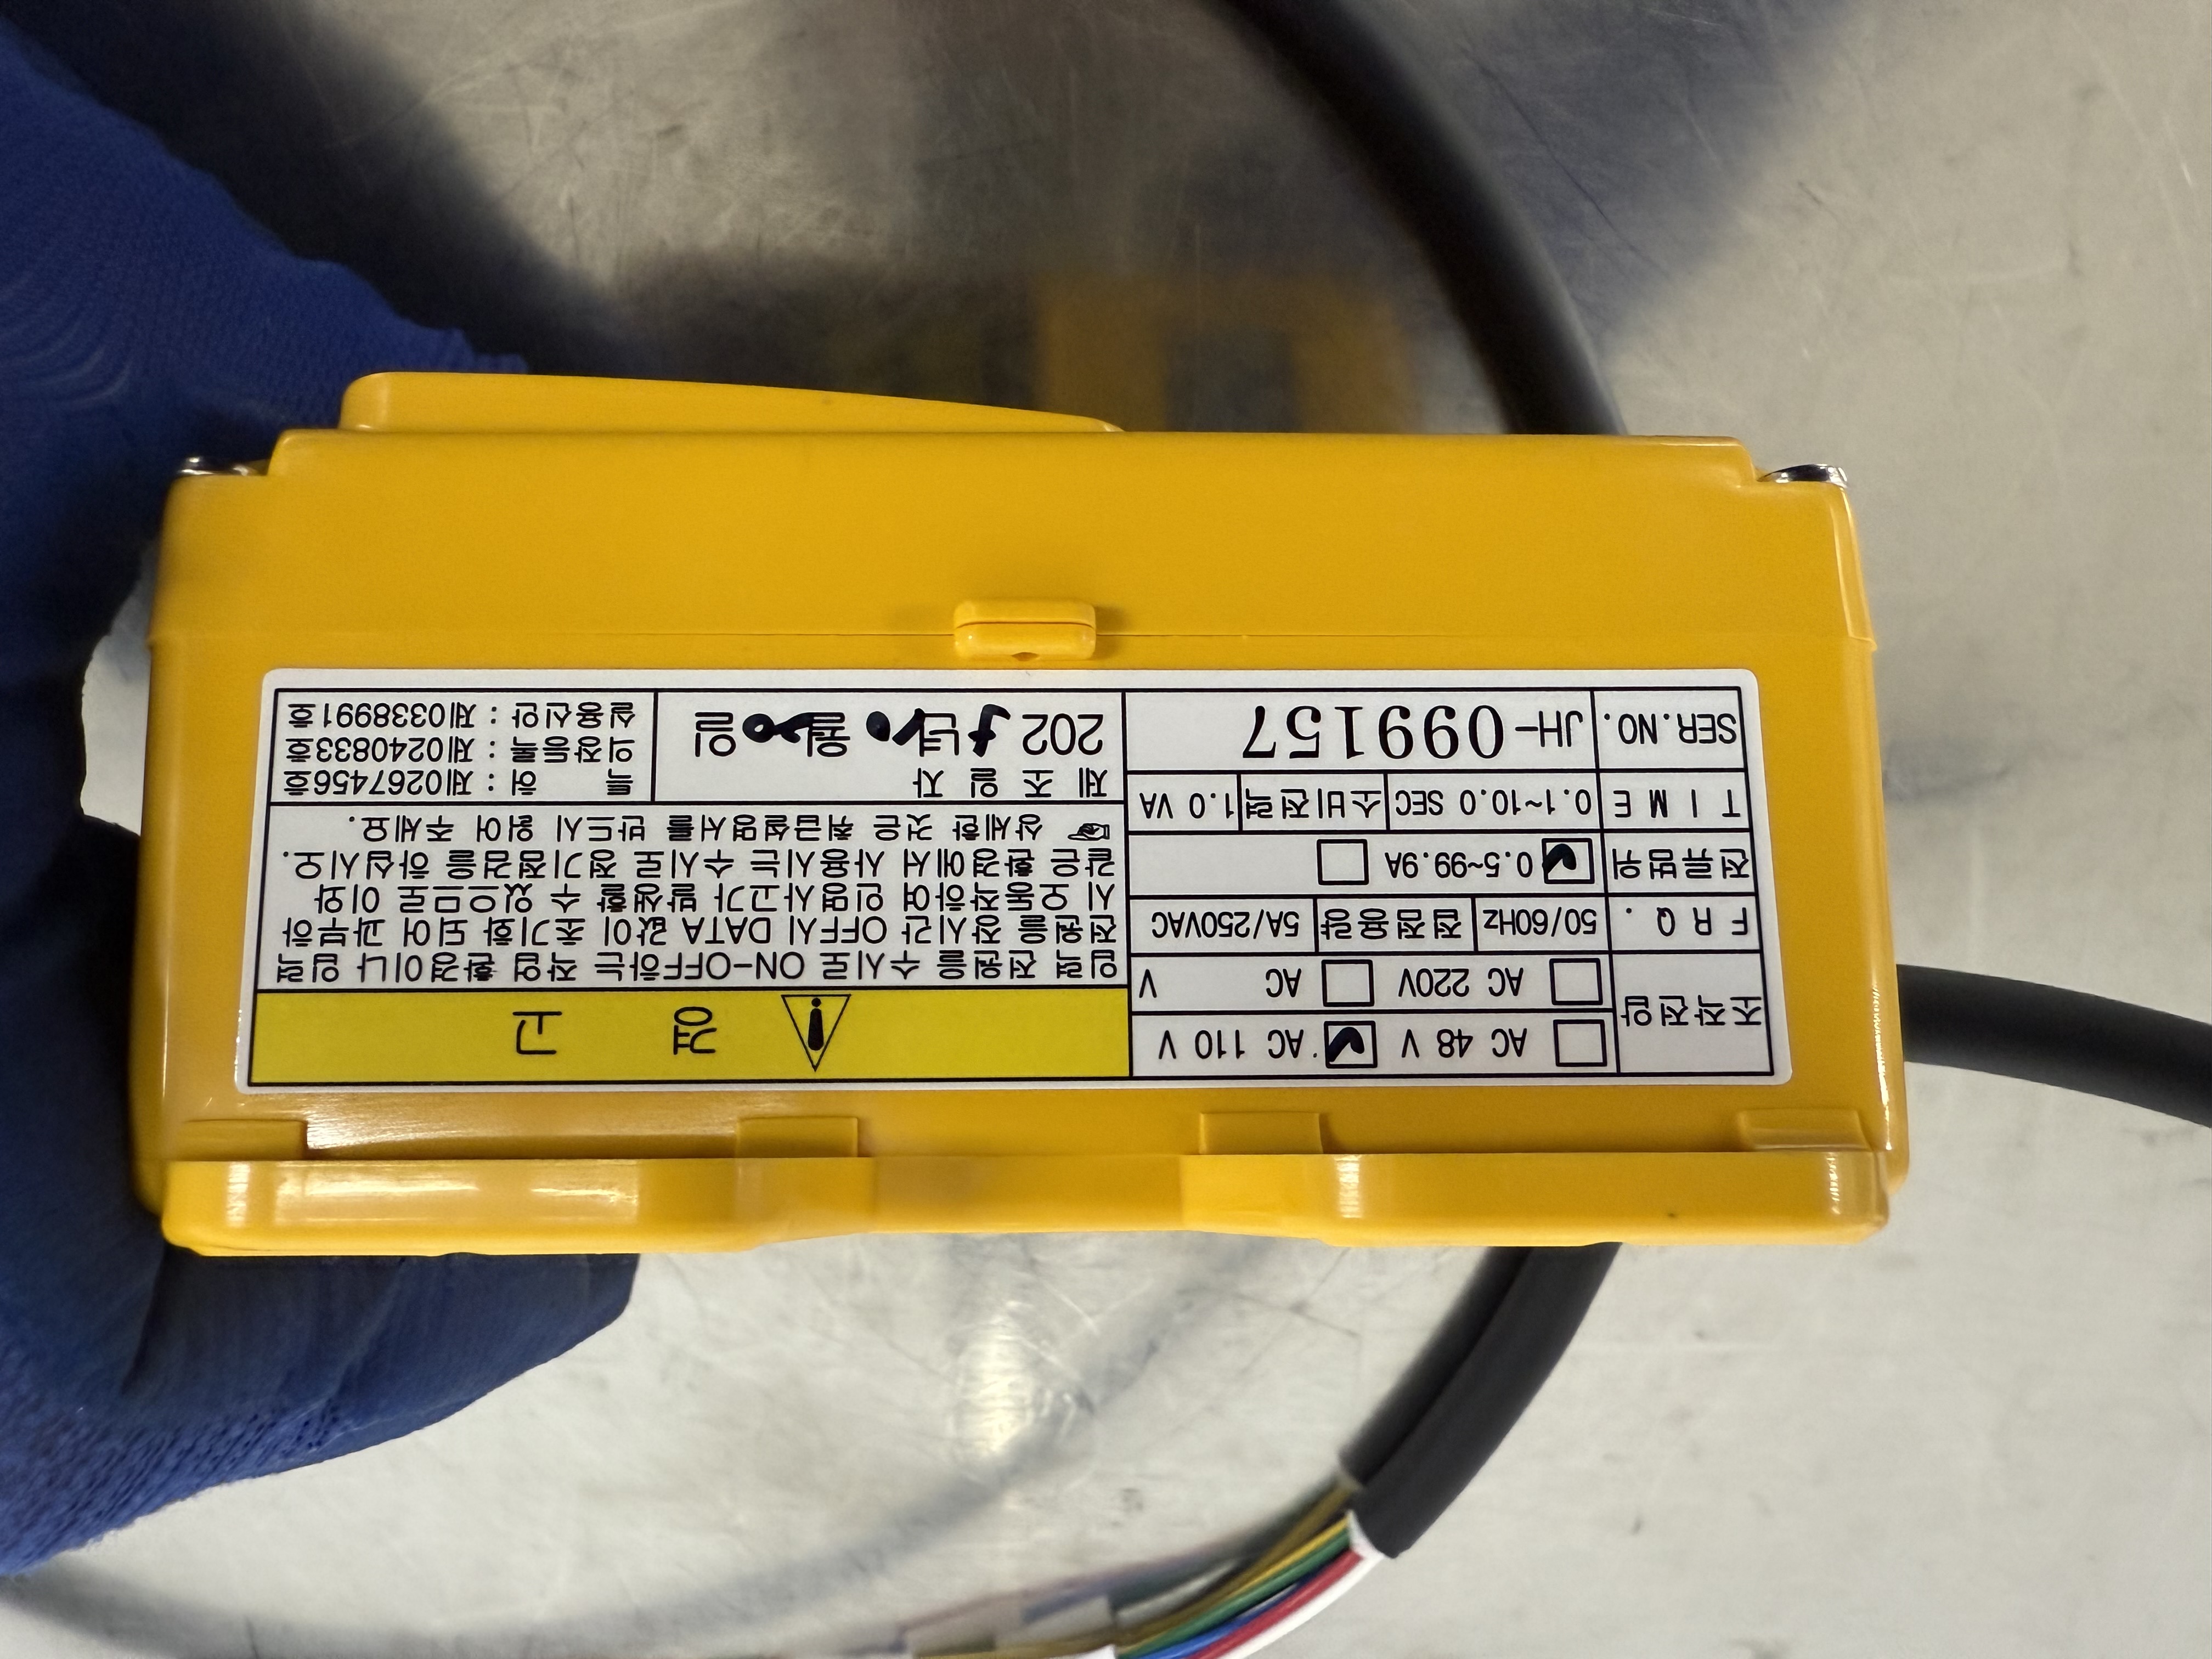 조작전압
AC 48 V AC 110 V
AC 220V AC V
F R Q . 50/60Hz 접점용량 5A/250VAC
전류범위 0.5~99.9A
T I M E 0.1~10.0 SEC 소비전력 1.0 VA
SER.NO. JH-099157
경 고
입력 전원을 수시로 ON-OFF하는 작업 환경이나 입력
전원을 장시간 OFF시 DATA 값이 초기화 되어 과부하
시 오동작하여 인명사고가 발생할 수 있으므로 이와
같은 환경에서 사용시는 수시로 정기점검을 하십시오.
☞ 상세한 것은 취급설명서를 반드시 읽어 주세요.
제 조 일 자
202 년 월 일
특 허 : 제0267456호
의장등록 : 제0240833호
실용신안 : 제0338991호